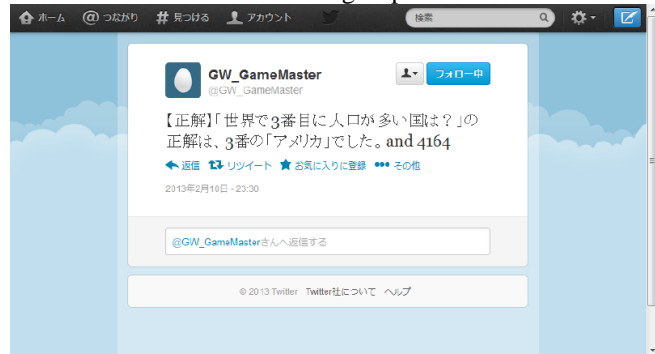 ホーム @つながり # 見つける アカウント 検索
GW_GameMaster
@GW_GameMaster
フォロー中
【正解】「世界で3番目に人口が多い国は？」の
正解は、3番の「アメリカ」でした。and 4164
返信 リツイート お気に入りに登録 ••• その他
2013年2月10日 - 23:30
@GW_GameMasterさんへ返信する
© 2013 Twitter Twitter社について ヘルプ